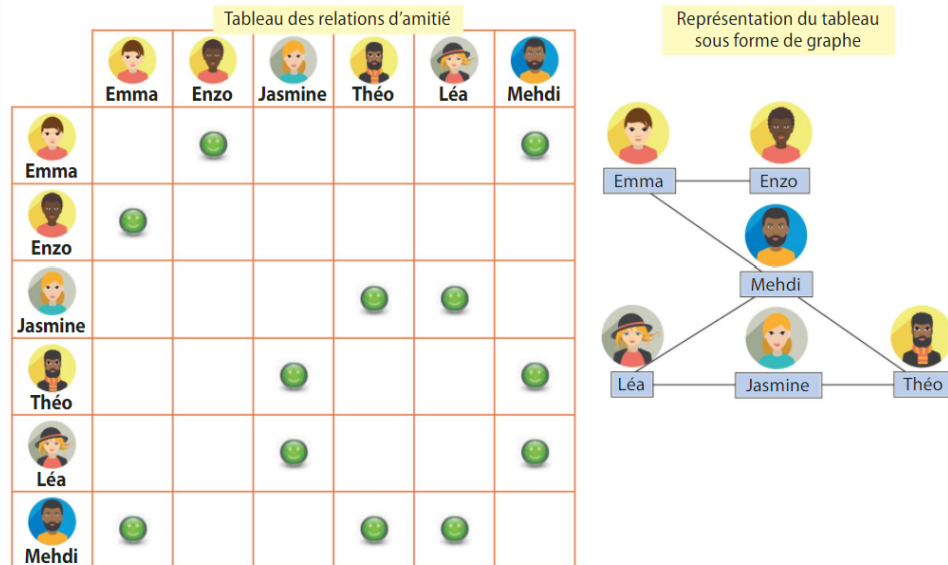 Tableau des relations d'amitié
Emma Enzo Jasmine Théo Léa Mehdi
Emma
Enzo
Jasmine
Théo
Léa
Mehdi
Représentation du tableau
sous forme de graphe
Emma Enzo
Mehdi
Léa Jasmine Théo